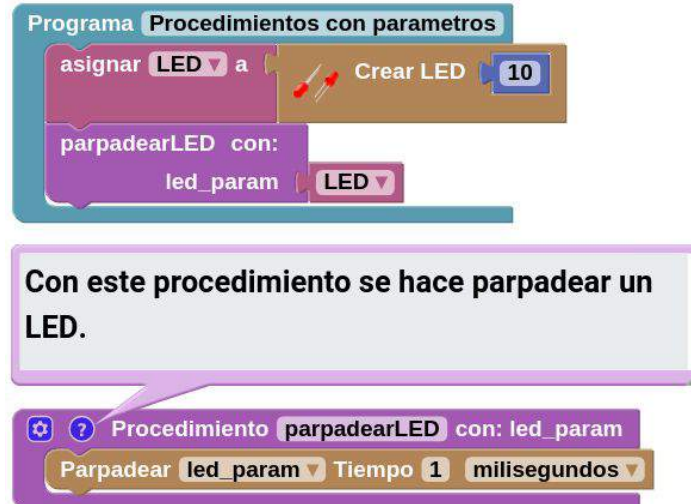 Programa Procedimientos con parametros
asignar LED a Crear LED 10
parpadearLED con:
led_param LED
Con este procedimiento se hace parpadear un
LED.
? Procedimiento parpadearLED con: led_param
Parpadear led_param Tiempo 1 milisegundos